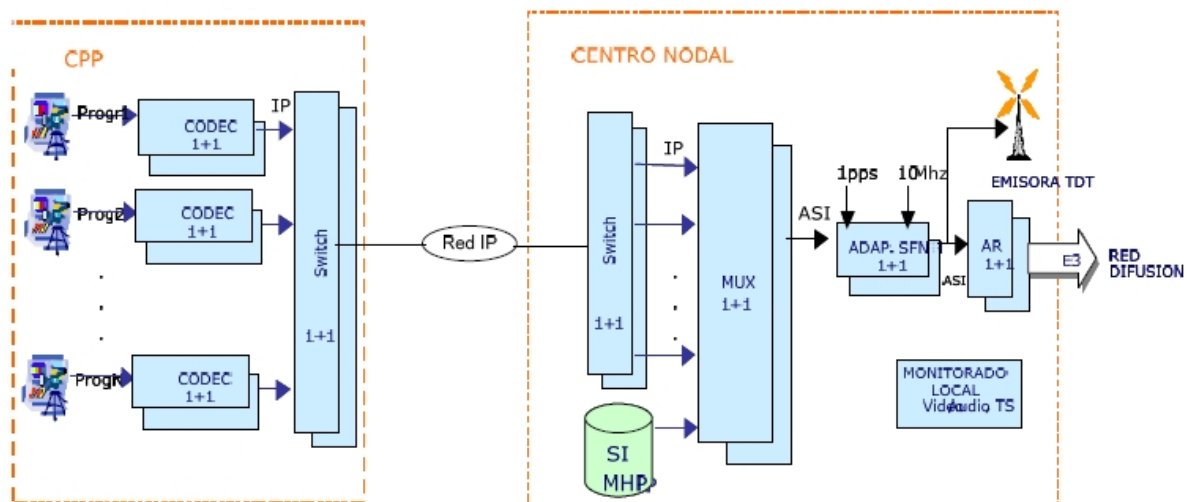 CPP
Progr1
CODEC
1+1
IP
Prog2
CODEC
1+1
.
.
.
CODEC
1+1
Switch
1+1
Red IP
CENTRO NODAL
Switch
1+1
IP
.
.
.
SI
MHP
MUX
1+1
ASI
1pps
10Mhz
ADAP. SFN
1+1
ASI
EMISORA TDT
AR
1+1
E3
RED
DIFUSION
MONITORADO
LOCAL
Video Audio TS